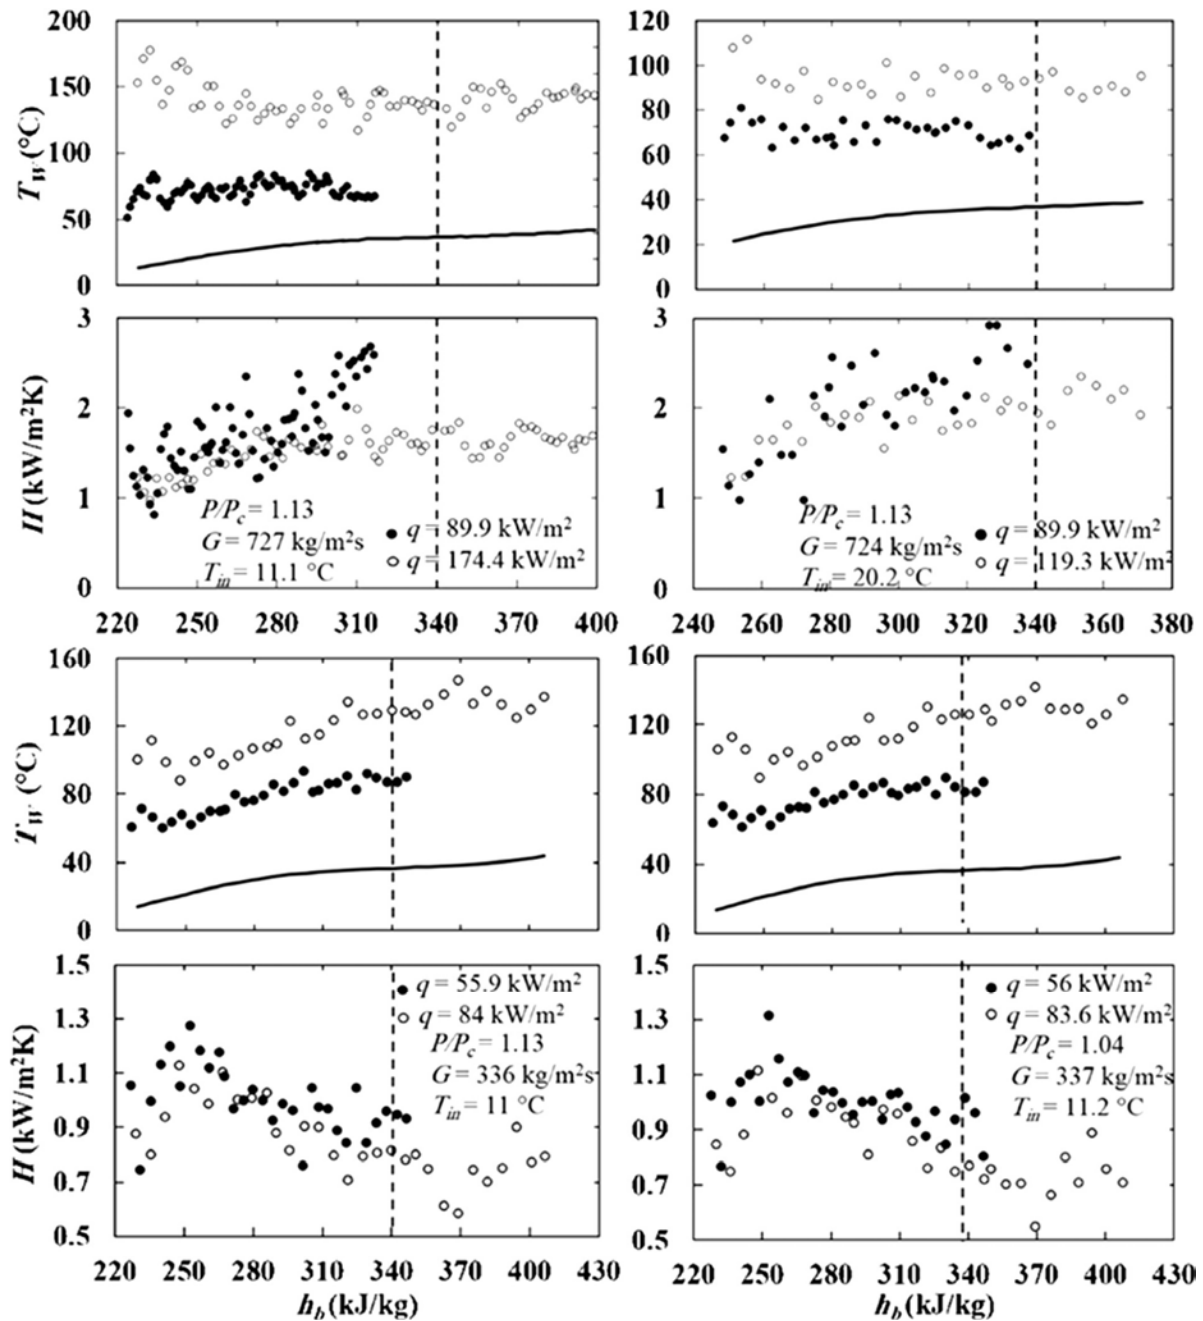 200
150
100
50
0
T_W (°C)
120
100
80
60
40
20
0
3
2
1
0
H (kW/m²K)
P/P_c = 1.13
G = 727 kg/m²s
T_in = 11.1 °C
q = 89.9 kW/m²
q = 174.4 kW/m²
220 250 280 310 340 370 400
3
2
1
0
P/P_c = 1.13
G = 724 kg/m²s
T_in = 20.2 °C
q = 89.9 kW/m²
q = 119.3 kW/m²
240 260 280 300 320 340 360 380
160
120
80
40
0
T_W (°C)
160
120
80
40
0
1.5
1.3
1.1
0.9
0.7
0.5
H (kW/m²K)
q = 55.9 kW/m²
q = 84 kW/m²
P/P_c = 1.13
G = 336 kg/m²s
T_in = 11 °C
220 250 280 310 340 370 400 430
h_b (kJ/kg)
1.5
1.3
1.1
0.9
0.7
0.5
q = 56 kW/m²
q = 83.6 kW/m²
P/P_c = 1.04
G = 337 kg/m²s
T_in = 11.2 °C
220 250 280 310 340 370 400 430
h_b (kJ/kg)